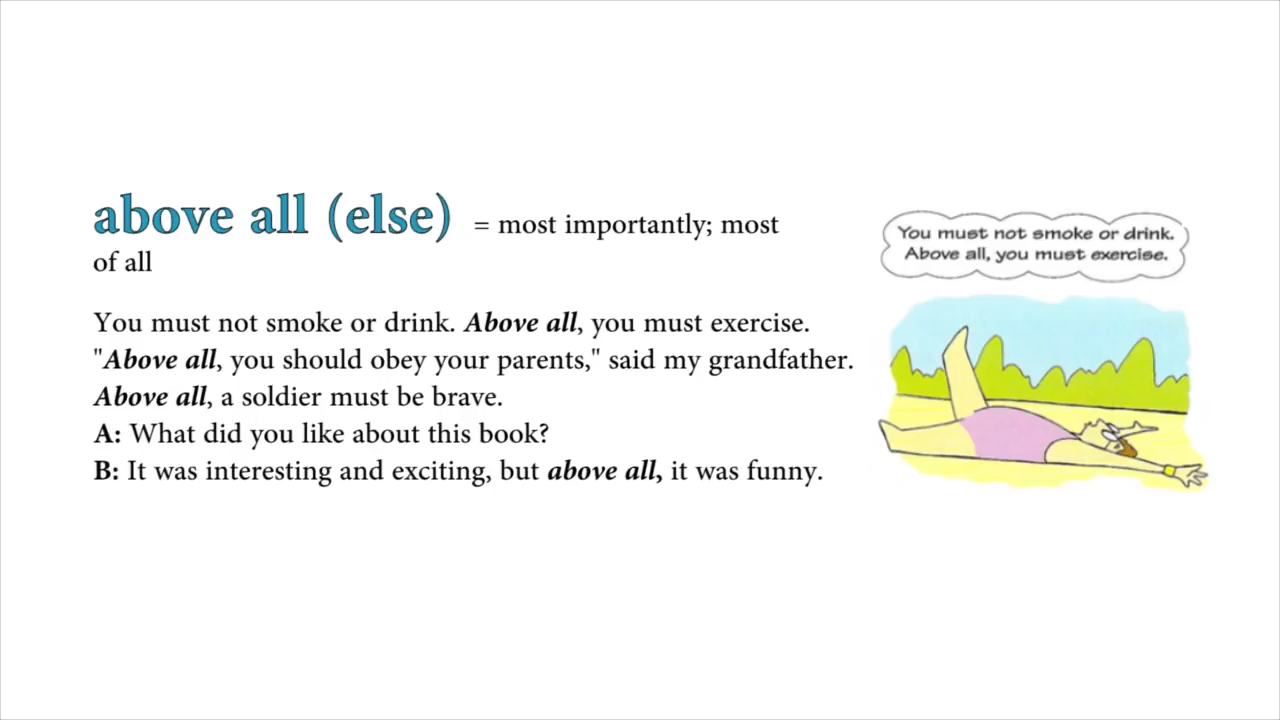 above all (else) = most importantly; most
of all
You must not smoke or drink. Above all, you must exercise.
"Above all, you should obey your parents," said my grandfather.
Above all, a soldier must be brave.
A: What did you like about this book?
B: It was interesting and exciting, but above all, it was funny.
You must not smoke or drink.
Above all, you must exercise.